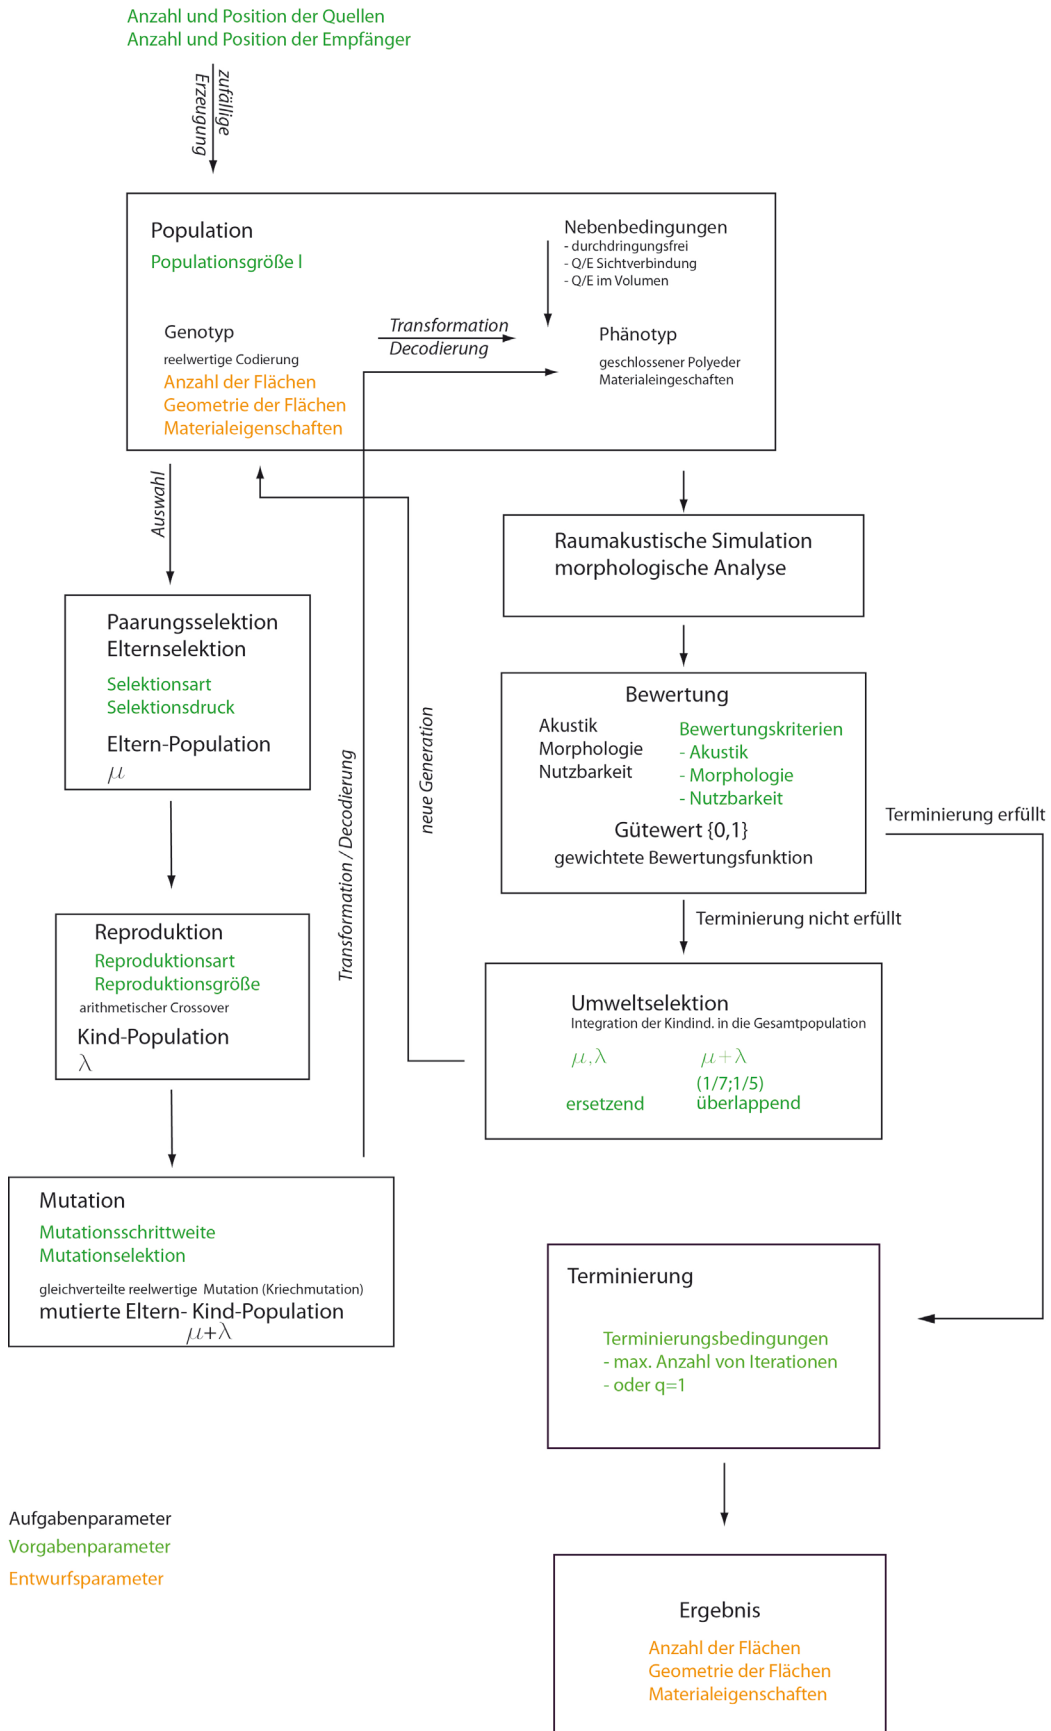 Anzahl und Position der Quellen
Anzahl und Position der Empfänger
zufällige
Erzeugung
Population
Populationsgröße l
Nebenbedingungen
- durchdringungsfrei
- Q/E Sichtverbindung
- Q/E im Volumen
Genotyp
reelwertige Codierung
Anzahl der Flächen
Geometrie der Flächen
Materialeigenschaften
Transformation
Decodierung
Phänotyp
geschlossener Polyeder
Materialeingeschaften
Auswahl
Paarungsselektion
Elternselektion
Selektionsart
Selektionsdruck
Eltern-Population
μ
Reproduktion
Reproduktionsart
Reproduktionsgröße
arithmetischer Crossover
Kind-Population
λ
Mutation
Mutationsschrittweite
Mutationselektion
gleichverteilte reelwertige Mutation (Kriechmutation)
mutierte Eltern- Kind-Population
μ+λ
Transformation / Decodierung
neue Generation
Raumakustische Simulation
morphologische Analyse
Bewertung
Akustik
Morphologie
Nutzbarkeit
Bewertungskriterien
- Akustik
- Morphologie
- Nutzbarkeit
Gütewert {0,1}
gewichtete Bewertungsfunktion
Terminierung erfüllt
Terminierung nicht erfüllt
Umweltselektion
Integration der Kindind. in die Gesamtpopulation
μ,λ
ersetzend
μ+λ
(1/7;1/5)
überlappend
Terminierung
Terminierungsbedingungen
- max. Anzahl von Iterationen
- oder q=1
Ergebnis
Anzahl der Flächen
Geometrie der Flächen
Materialeigenschaften
Aufgabenparameter
Vorgabenparameter
Entwurfsparameter